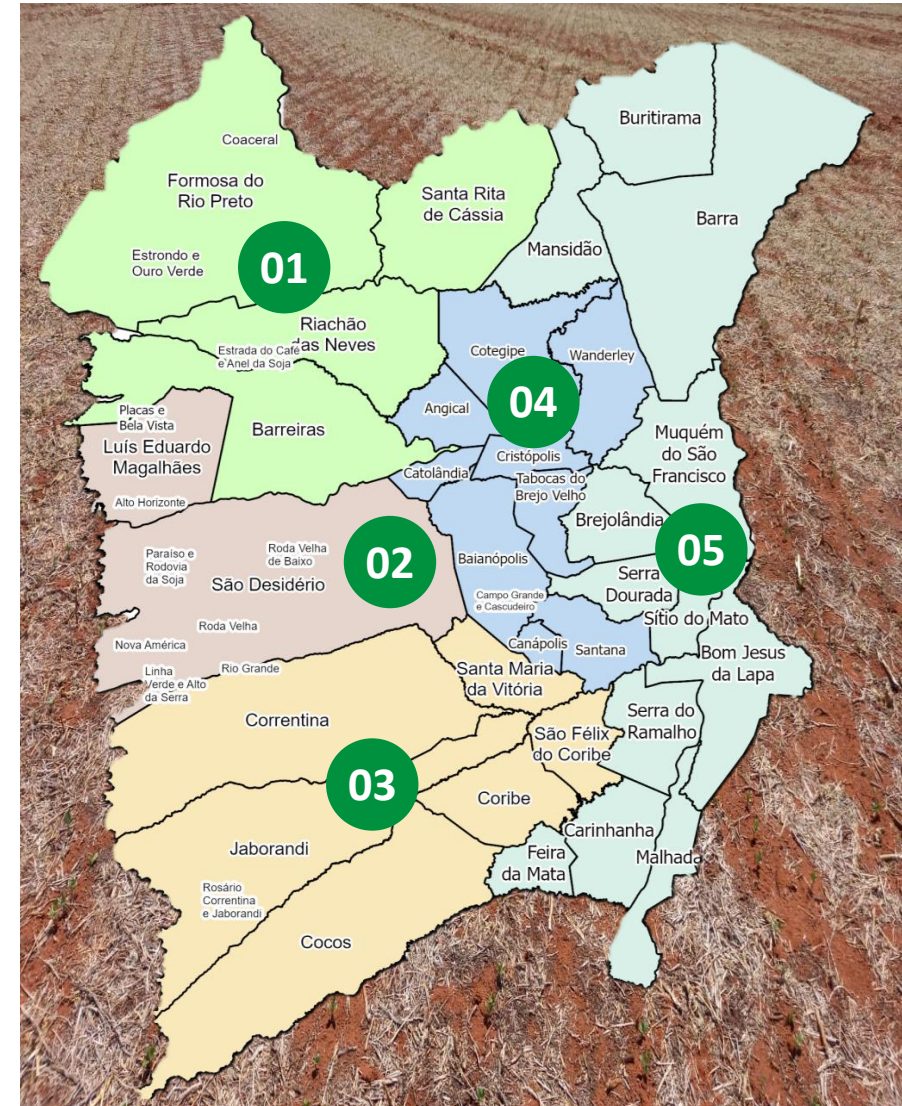 Buritirama
Coaceral
Formosa do
Rio Preto
Santa Rita
de Cássia
Barra
Mansidão
Estrondo e
Ouro Verde
01
Riachão
das Neves
Estrada do Café
e Anel da Soja
Cotegipe
Wanderley
04
Angical
Placas e
Bela Vista
Barreiras
Luís Eduardo
Magalhães
Muquém
do São
Francisco
Cristópolis
Catolândia
Tabocas do
Brejo Velho
Alto Horizonte
Brejolândia
05
Paraíso e
Rodovia
da Soja
Roda Velha
de Baixo
02
São Desidério
Baianópolis
Serra
Dourada
Campo Grande
e Cascudeiro
Sítio do Mato
Roda Velha
Nova América
Canápolis
Santana
Bom Jesus
da Lapa
Linha
Verde e Alto
da Serra
Rio Grande
Santa Maria
da Vitória
Correntina
São Félix
do Coribe
Serra do
Ramalho
03
Coribe
Carinhanha
Jaborandi
Feira
da Mata
Malhada
Rosário
Correntina
e Jaborandi
Cocos